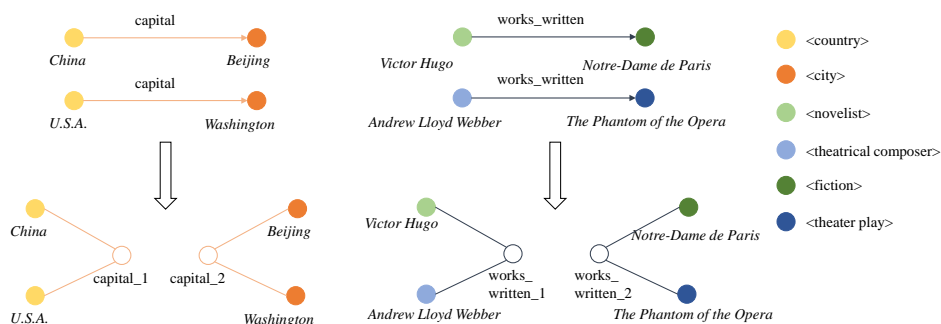 capital
China
Beijing
capital
U.S.A.
Washington
works_written
Victor Hugo
Notre-Dame de Paris
works_written
Andrew Lloyd Webber
The Phantom of the Opera
China
Beijing
capital_1
capital_2
U.S.A.
Washington
Victor Hugo
Notre-Dame de Paris
works_
written_1
works_
written_2
Andrew Lloyd Webber
The Phantom of the Opera
<country>
<city>
<novelist>
<theatrical composer>
<fiction>
<theater play>